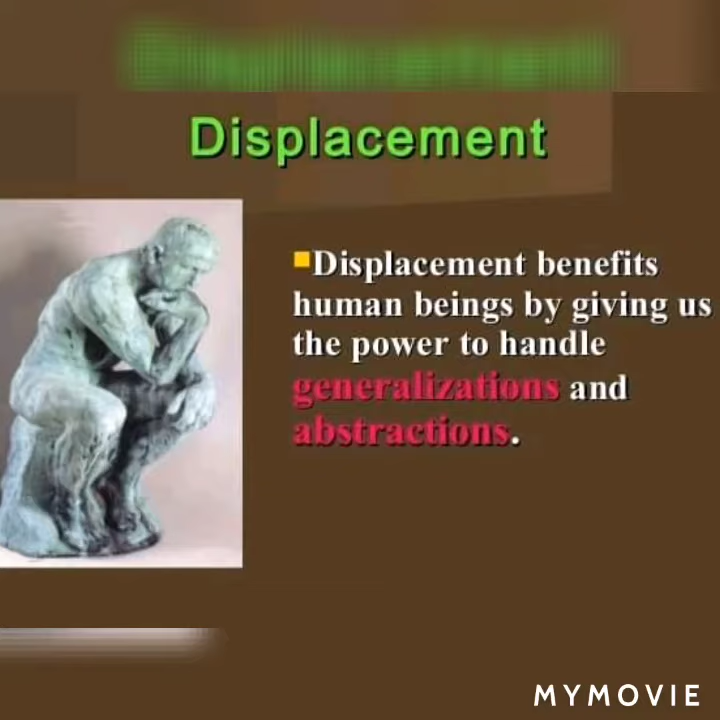 Displacement
Displacement benefits
human beings by giving us
the power to handle
generalizations and
abstractions.
MYMOVIE